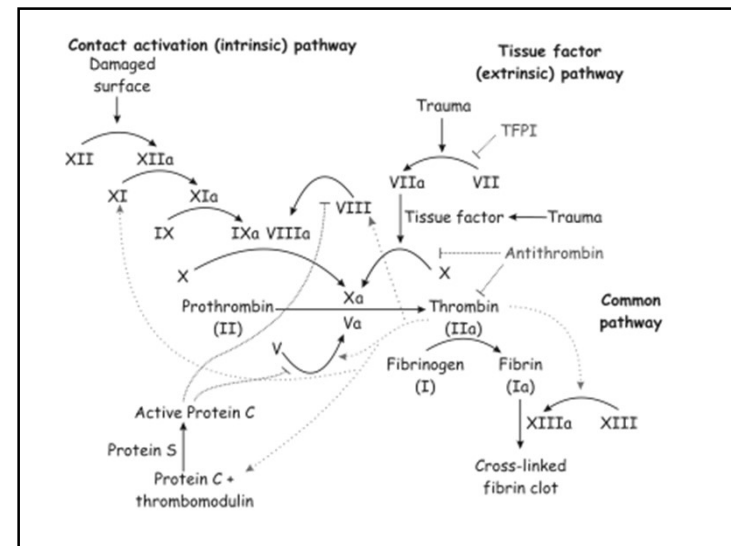 Contact activation (intrinsic) pathway
Damaged
surface
Tissue factor
(extrinsic) pathway
Trauma
TFPI
XII
XIIa
VIIa
VII
XI
XIa
VIII
Tissue factor
Trauma
IX
IXa
VIIIa
Antithrombin
X
X
Xa
Prothrombin
(II)
Va
Thrombin
(IIa)
Common
pathway
V
Fibrinogen
(I)
Fibrin
(Ia)
Active Protein C
XIIIa
XIII
Protein S
Protein C +
thrombomodulin
Cross-linked
fibrin clot